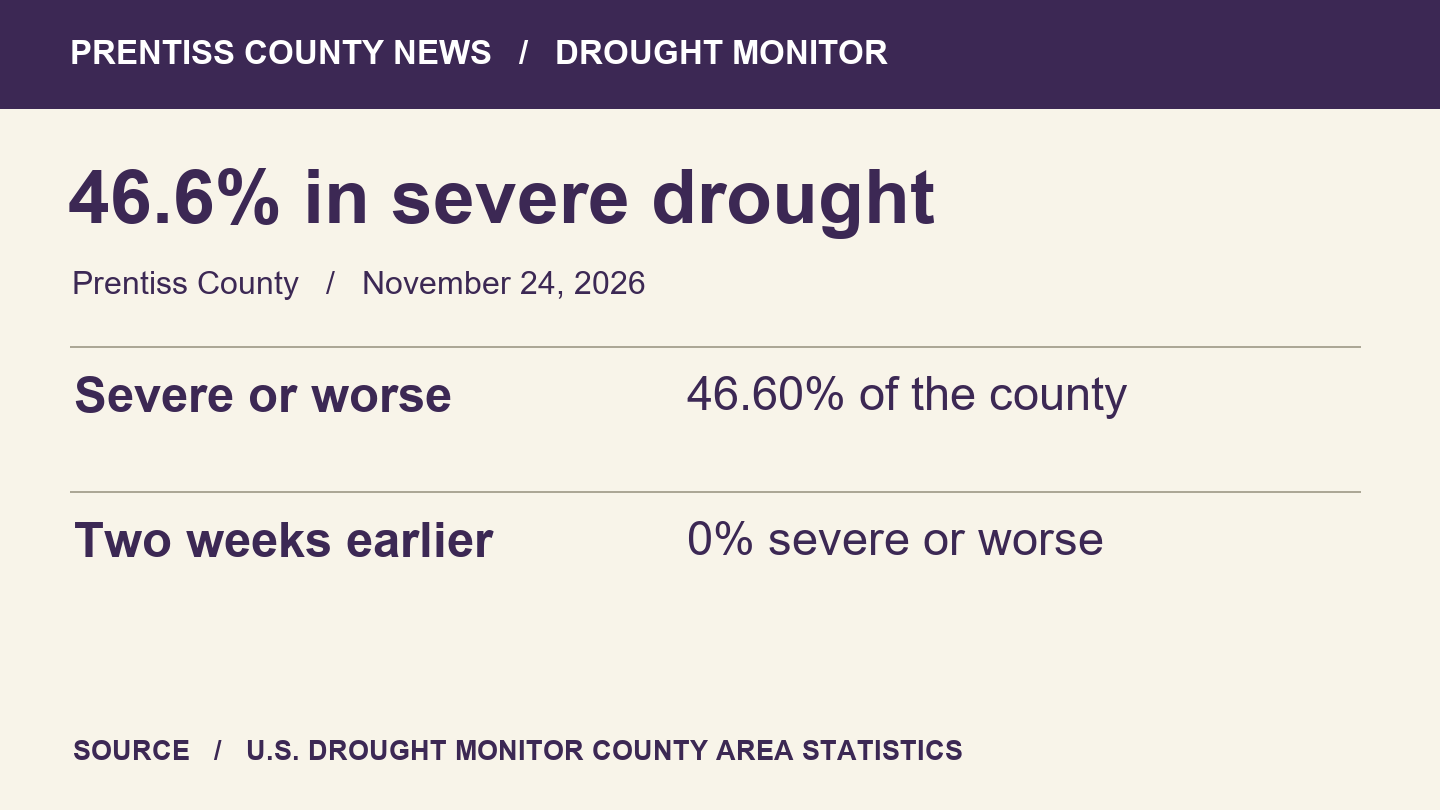 PRENTISS COUNTY NEWS / DROUGHT MONITOR
46.6% in severe drought
Prentiss County / November 24, 2026
Severe or worse 46.60% of the county
Two weeks earlier 0% severe or worse
SOURCE / U.S. DROUGHT MONITOR COUNTY AREA STATISTICS